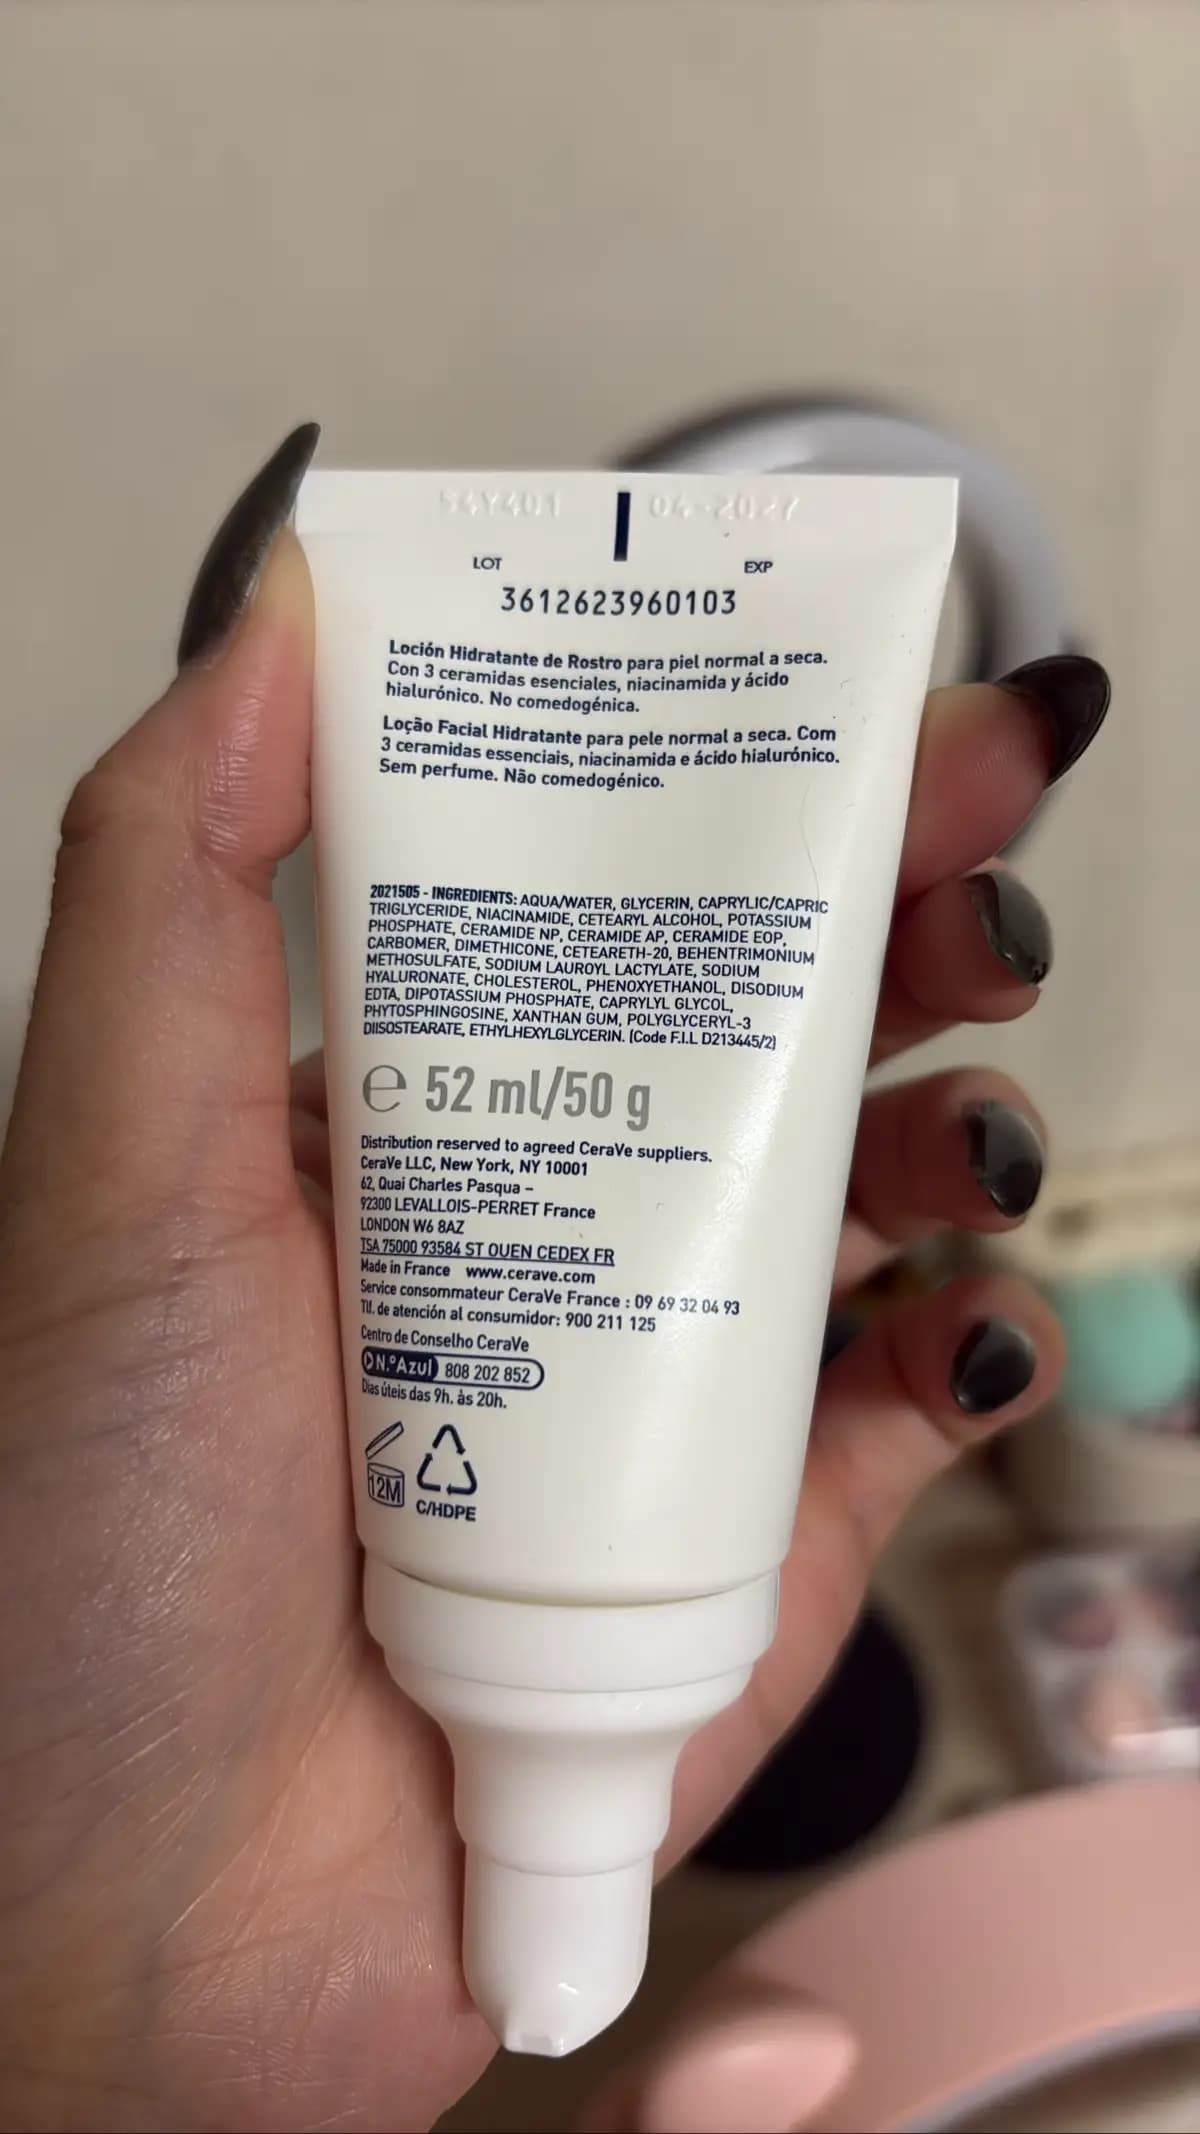 54Y401 04-2027
LOT EXP
3612623960103
Loción Hidratante de Rostro para piel normal a seca.
Con 3 ceramidas esenciales, niacinamida y ácido
hialurónico. No comedogénica.
Loção Facial Hidratante para pele normal a seca. Com
3 ceramidas essenciais, niacinamida e ácido hialurónico.
Sem perfume. Não comedogénico.
2021505 - INGREDIENTS: AQUA/WATER, GLYCERIN, CAPRYLIC/CAPRIC
TRIGLYCERIDE, NIACINAMIDE, CETEARYL ALCOHOL, POTASSIUM
PHOSPHATE, CERAMIDE NP, CERAMIDE AP, CERAMIDE EOP,
CARBOMER, DIMETHICONE, CETEARETH-20, BEHENTRIMONIUM
METHOSULFATE, SODIUM LAUROYL LACTYLATE, SODIUM
HYALURONATE, CHOLESTEROL, PHENOXYETHANOL, DISODIUM
EDTA, DIPOTASSIUM PHOSPHATE, CAPRYLYL GLYCOL,
PHYTOSPHINGOSINE, XANTHAN GUM, POLYGLYCERYL-3
DIISOSTEARATE, ETHYLHEXYLGLYCERIN. (Code F.I.L D213445/2)
e 52 ml/50 g
Distribution reserved to agreed CeraVe suppliers.
CeraVe LLC, New York, NY 10001
62, Quai Charles Pasqua –
92300 LEVALLOIS-PERRET France
LONDON W6 8AZ
TSA 75000 93584 ST OUEN CEDEX FR
Made in France www.cerave.com
Service consommateur CeraVe France : 09 69 32 04 93
Tlf. de atención al consumidor: 900 211 125
Centro de Conselho CeraVe
N.º Azul 808 202 852
Dias úteis das 9h. às 20h.
12M
C/HDPE